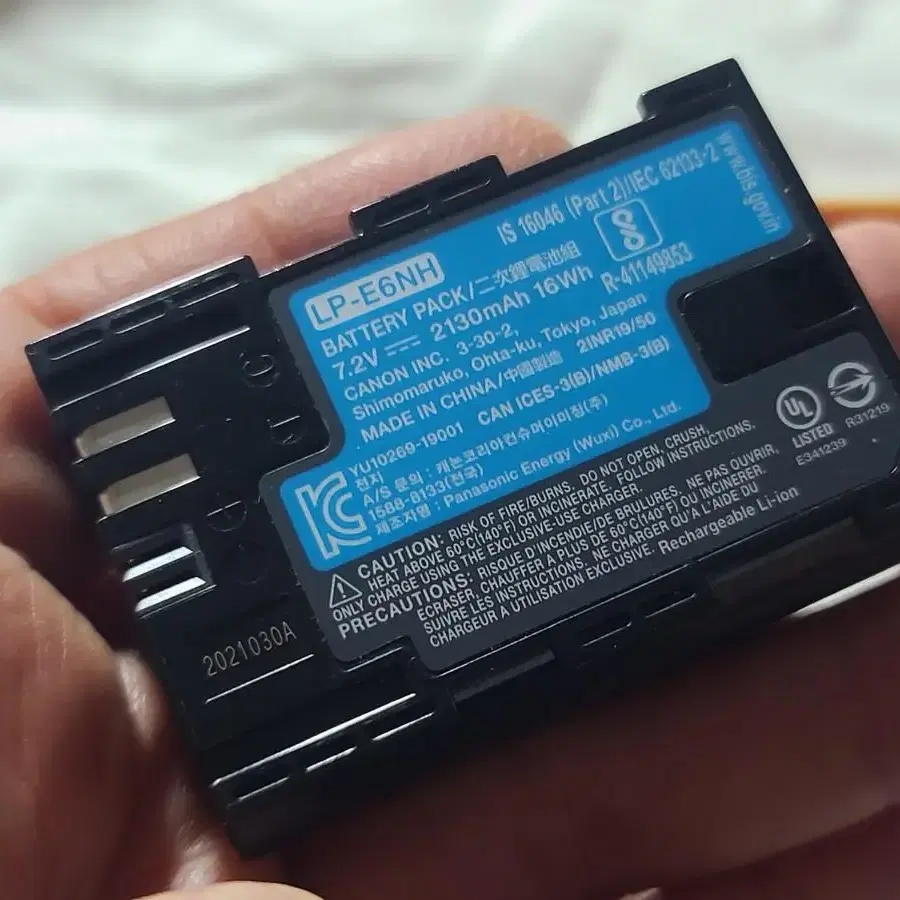 LP-E6NH
BATTERY PACK/二次鋰電池組
7.2V ⎓ 2130mAh 16Wh
CANON INC. 3-30-2,
Shimomaruko, Ohta-ku, Tokyo, Japan
MADE IN CHINA/中國製造 2INR19/50
CAN ICES-3(B)/NMB-3(B)
IS 16046 (Part 2)/IEC 62133-2
R-41149853
www.bis.gov.in
YU10269-19001
전지
A/S 문의 : 캐논코리아컨슈머이미징(주)
1588-8133(전국)
제조자명 : Panasonic Energy (Wuxi) Co., Ltd.
CAUTION: RISK OF FIRE/BURNS. DO NOT OPEN, CRUSH,
HEAT ABOVE 60°C(140°F) OR INCINERATE. FOLLOW INSTRUCTIONS.
ONLY CHARGE USING THE EXCLUSIVE-USE CHARGER.
PRÉCAUTIONS: RISQUE D'INCENDIE/DE BRULURES. NE PAS OUVRIR,
ECRASER, CHAUFFER A PLUS DE 60°C(140°F) OU INCINERER.
SUIVRE LES INSTRUCTIONS. NE CHARGER QU'A L'AIDE DU
CHARGEUR A UTILISATION EXCLUSIVE. Rechargeable Li-ion
UL
LISTED
E341239
R31219
C
T
2021030A